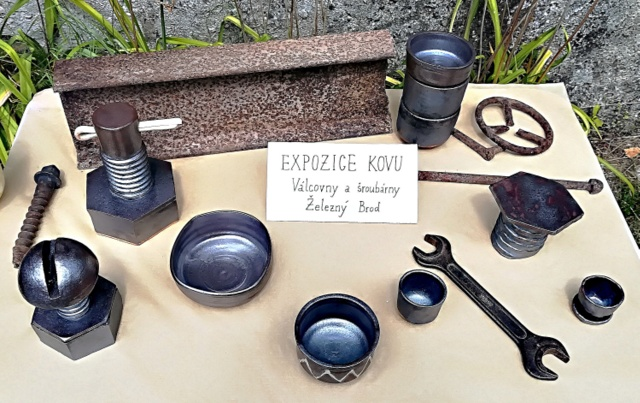 EXPOZICE KOVU
Válcovny a šroubárny
Železný Brod